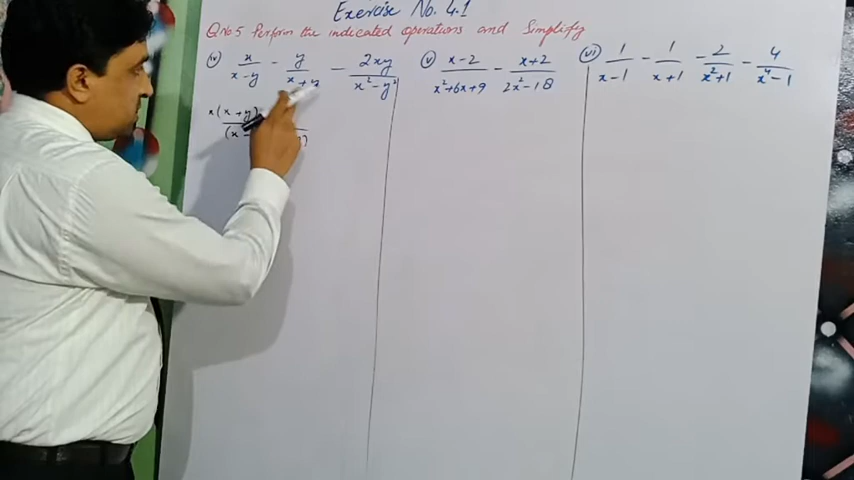 Exercise No. 4.1
Q No 5 Perform the indicated operations and Simplify
(iv) x/(x-y) - y/(x+y) - 2xy/(x²-y²)
x(x+y)
(x
(v) (x-2)/(x²+6x+9) - (x+2)/(2x²-18)
(vi) 1/(x-1) - 1/(x+1) - 2/(x²+1) - 4/(x⁴-1)